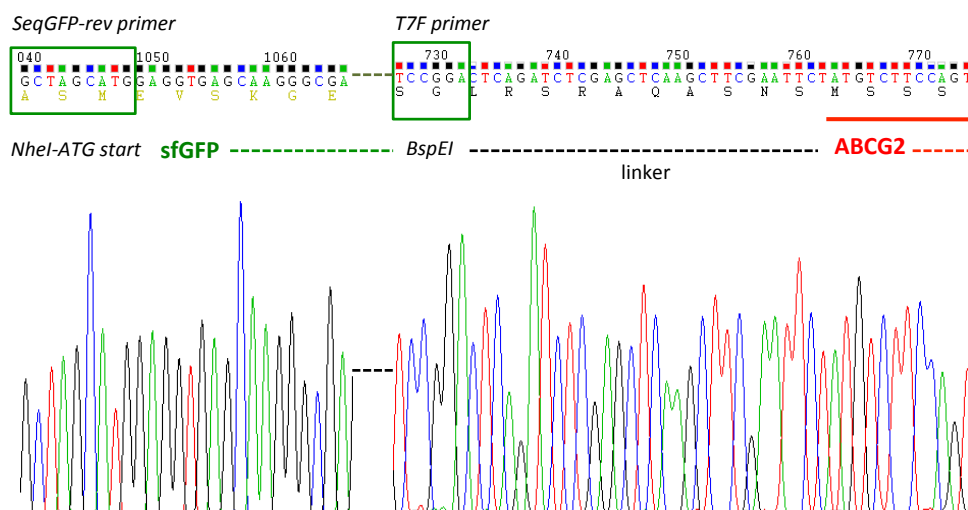 SeqGFP-rev primer T7F primer
040 1050 1060 730 740 750 760 770
GCTAGCATGGAGGTGAGCAAGGGCGA TCCGGACTCAGATCTCGAGCTCAAGCTTCGAATTCTATGTCTTCCAGT
A S M E V S K G E S G L R S R A Q A S N S M S S S
NheI-ATG start sfGFP BspEI ABCG2
linker